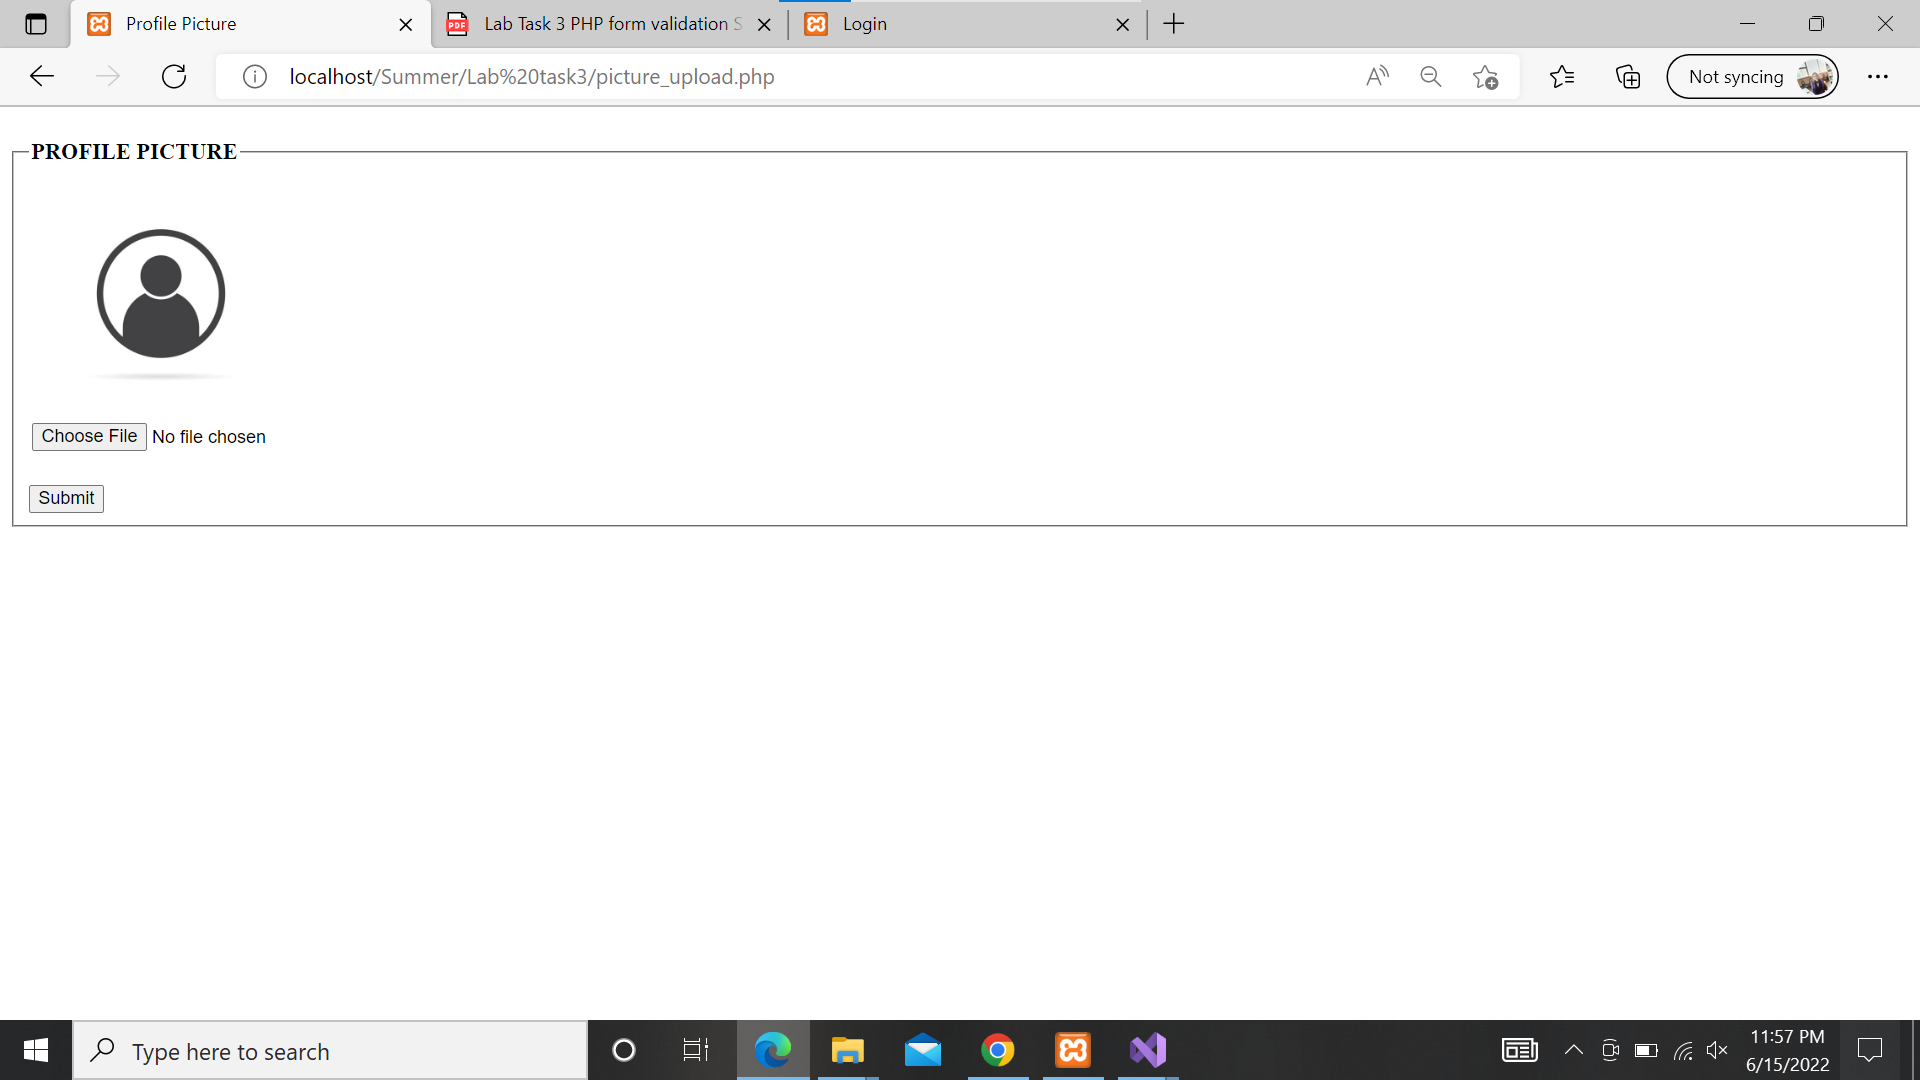 Profile Picture
Lab Task 3 PHP form validation S
Login
localhost/Summer/Lab%20task3/picture_upload.php
Not syncing
PROFILE PICTURE
Choose File No file chosen
Submit
Type here to search
11:57 PM
6/15/2022